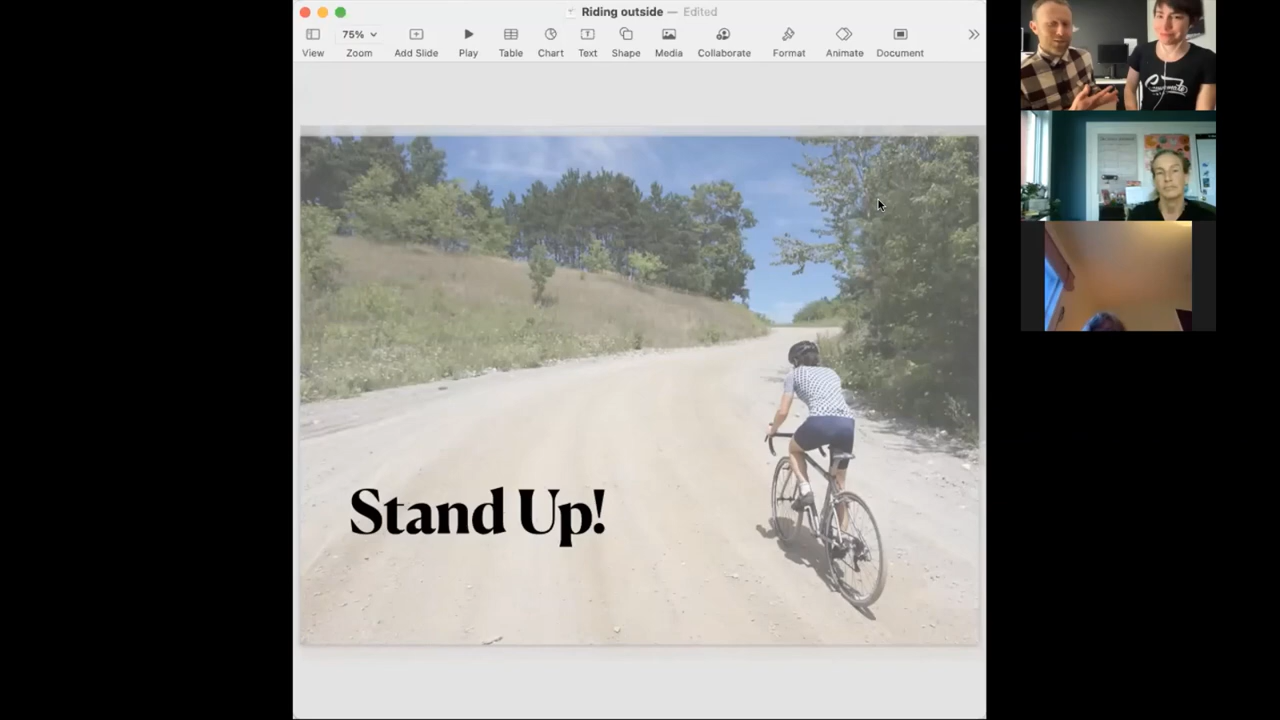 Riding outside — Edited
75%
View Zoom Add Slide Play Table Chart Text Shape Media Collaborate Format Animate Document
Stand Up!